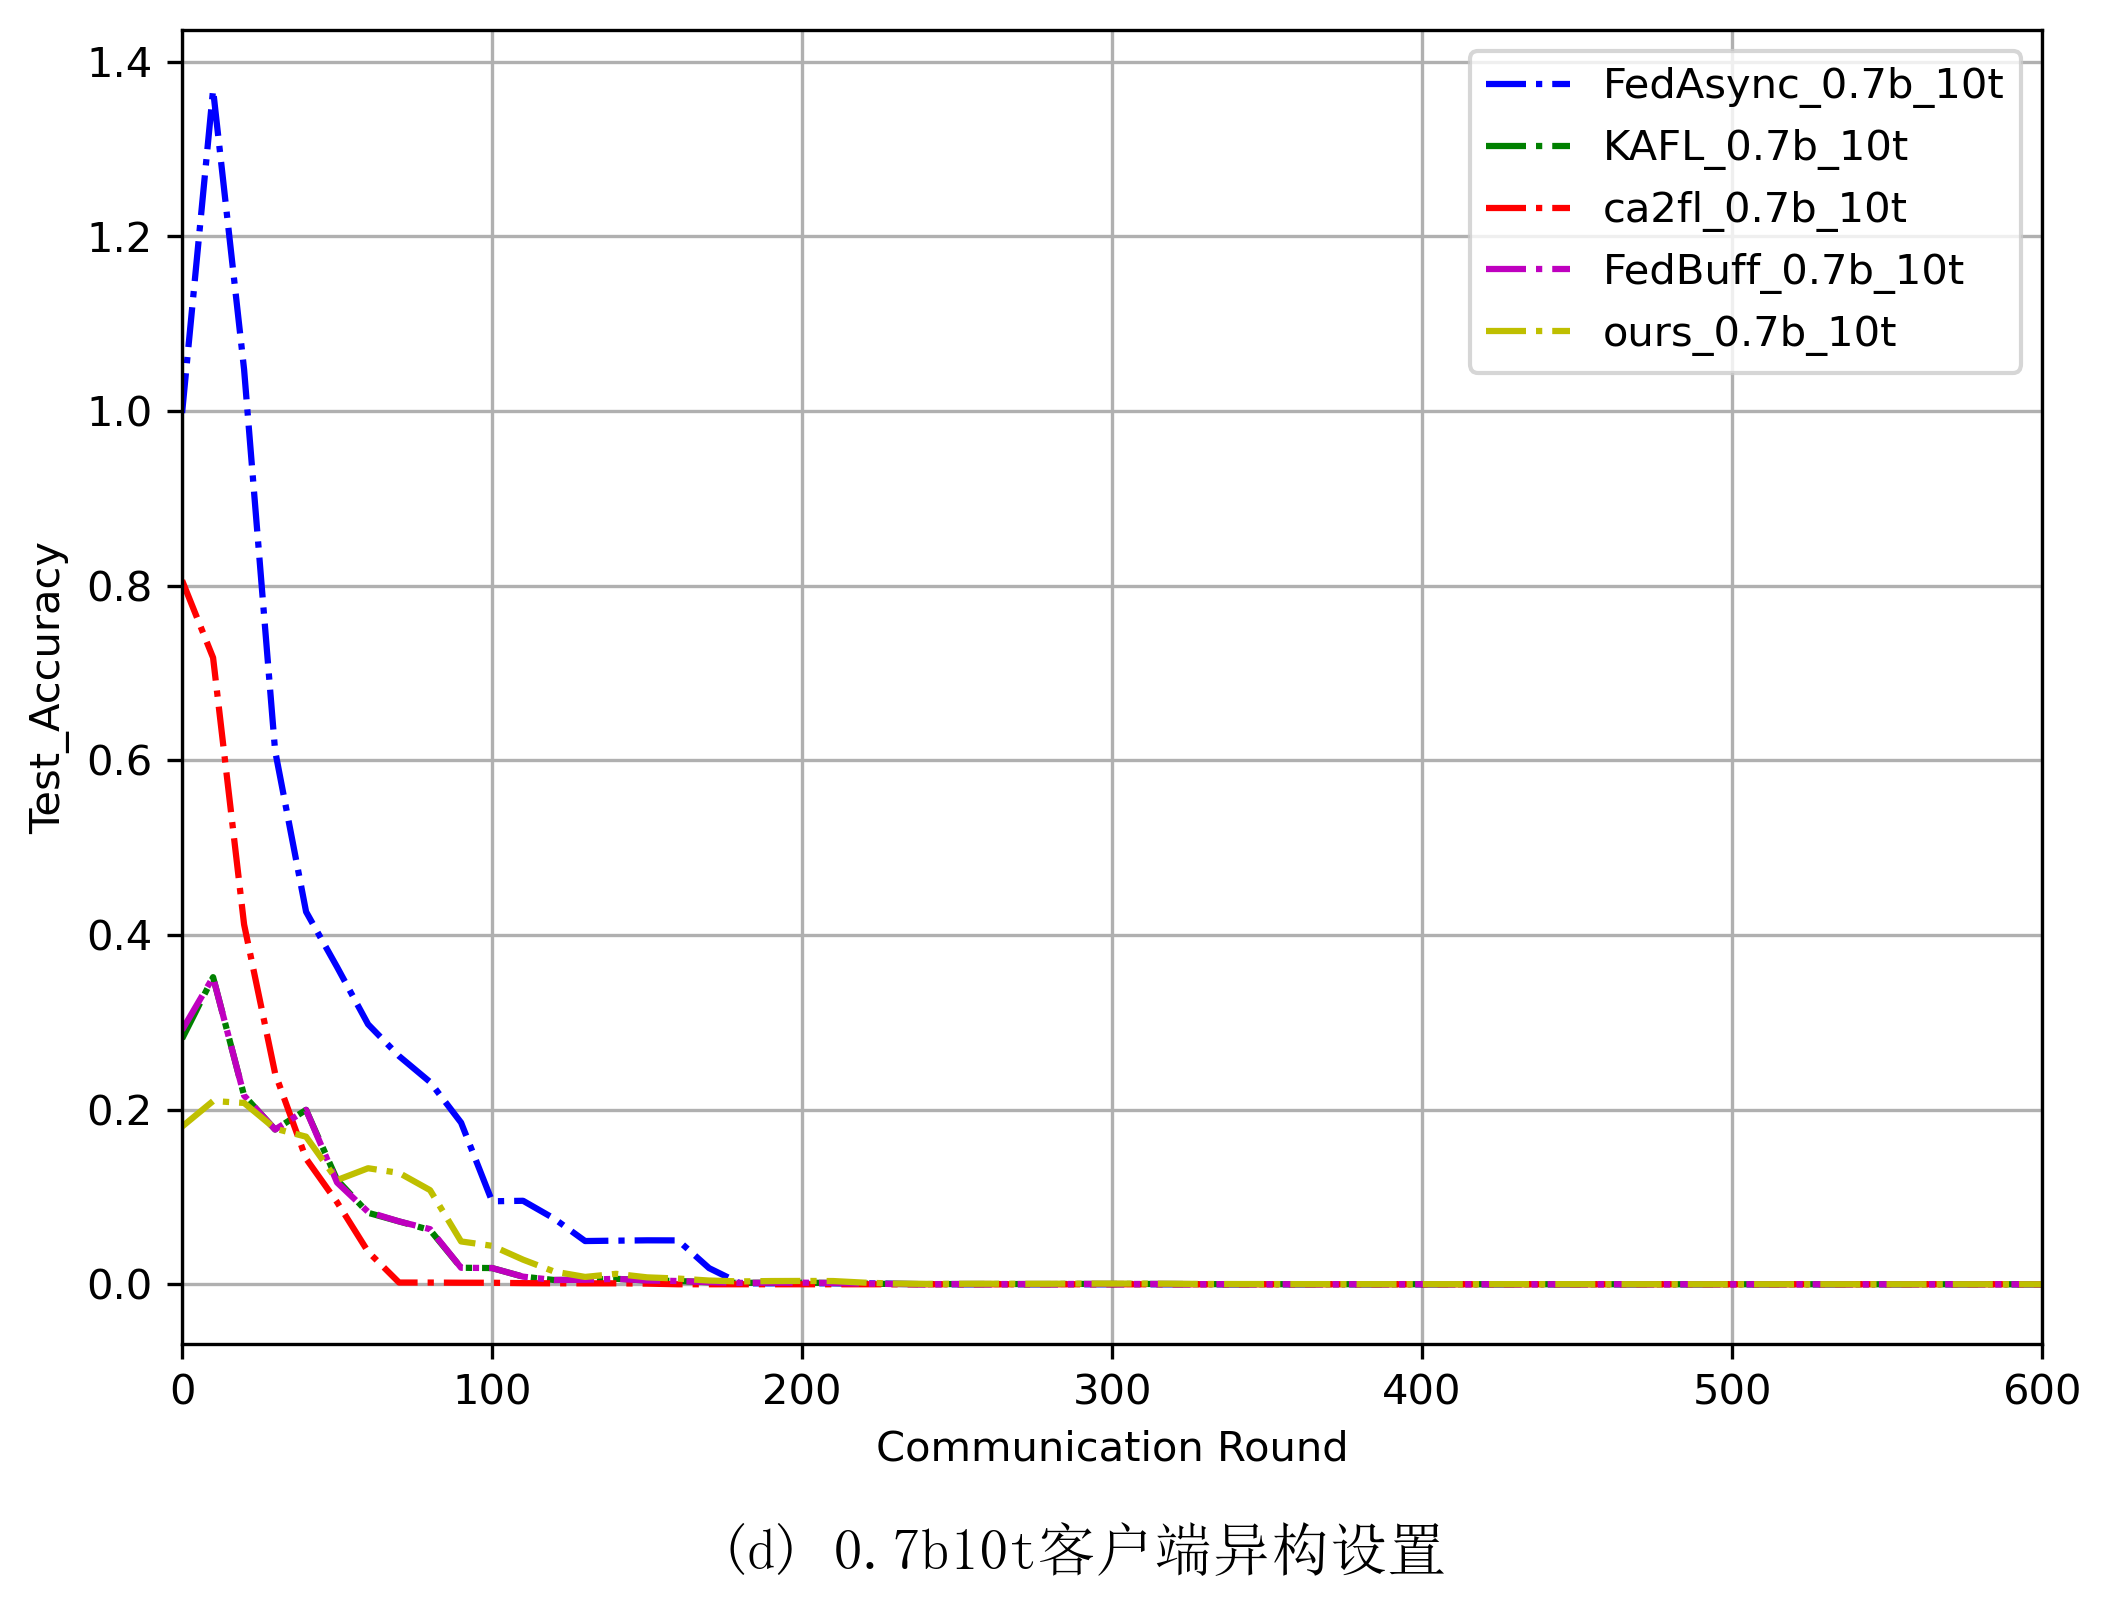 1.4
1.2
1.0
0.8
0.6
0.4
0.2
0.0
Test_Accuracy
FedAsync_0.7b_10t
KAFL_0.7b_10t
ca2fl_0.7b_10t
FedBuff_0.7b_10t
ours_0.7b_10t
0 100 200 300 400 500 600
Communication Round
(d) 0.7b10t客户端异构设置